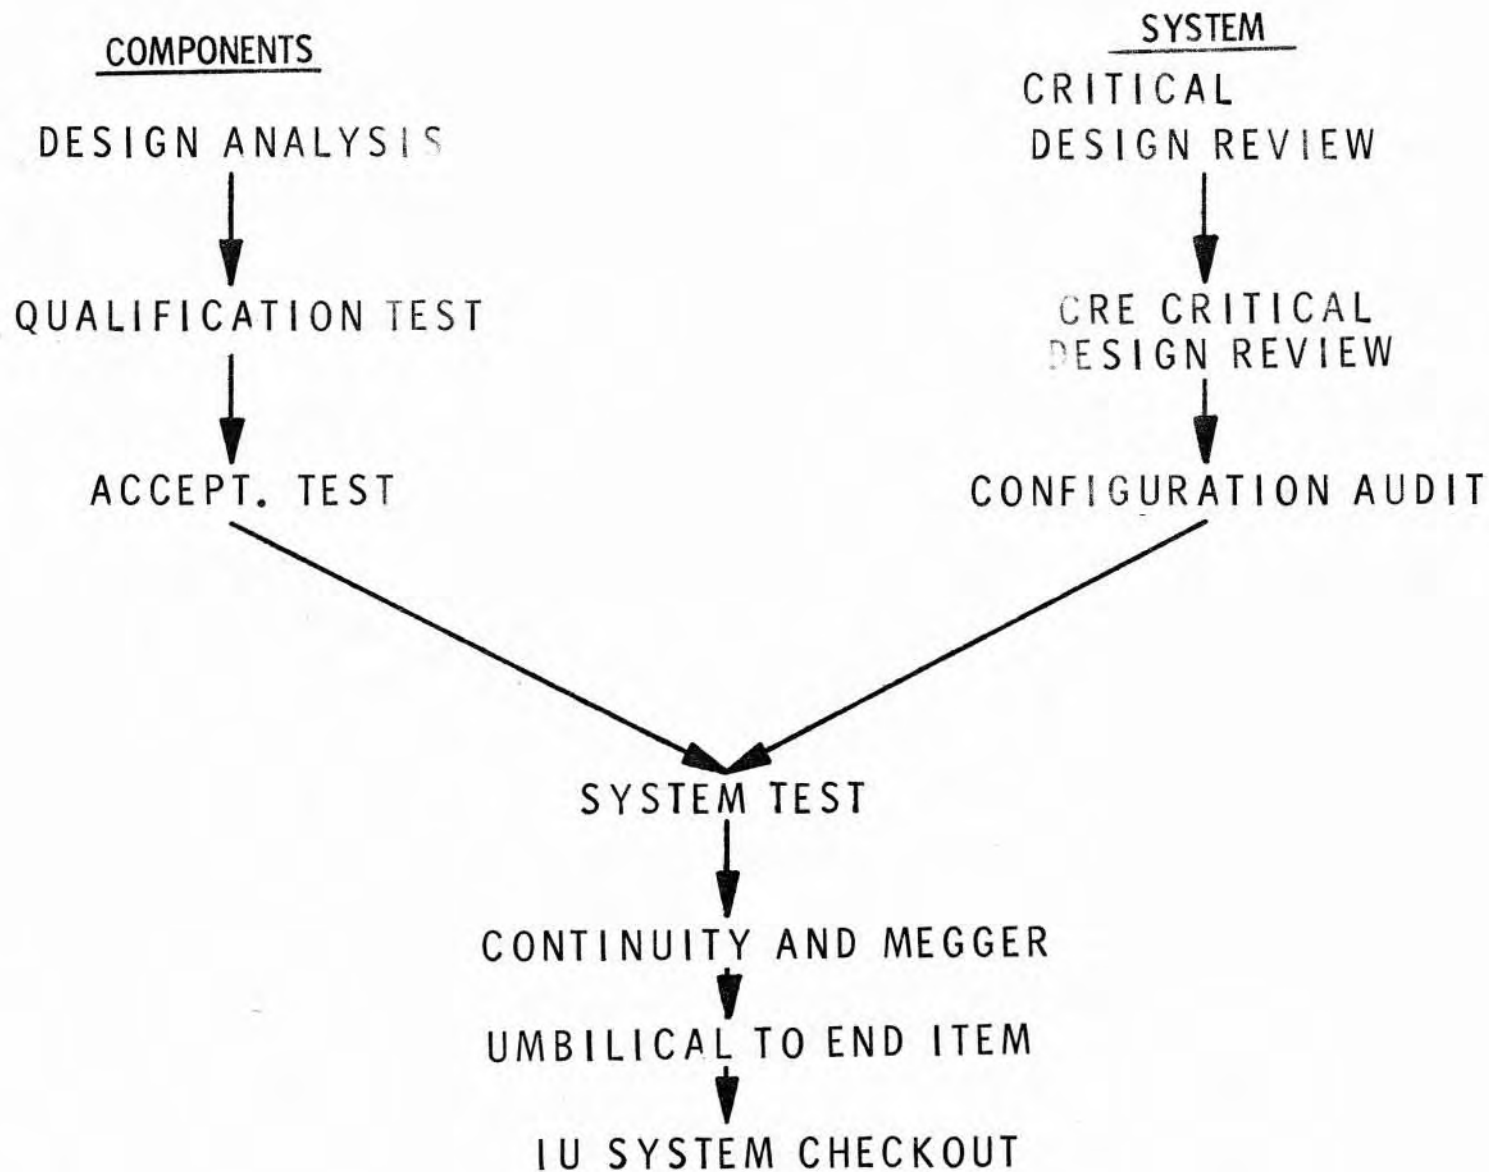 COMPONENTS
DESIGN ANALYSIS
QUALIFICATION TEST
ACCEPT. TEST
SYSTEM
CRITICAL
DESIGN REVIEW
CRE CRITICAL
DESIGN REVIEW
CONFIGURATION AUDIT
SYSTEM TEST
CONTINUITY AND MEGGER
UMBILICAL TO END ITEM
IU SYSTEM CHECKOUT